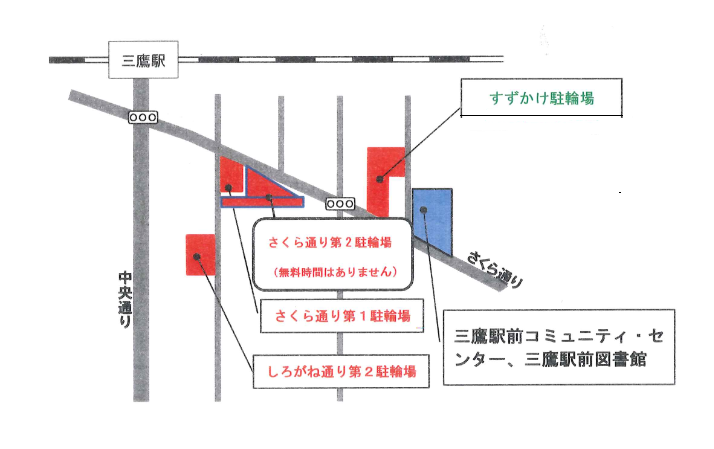 三鷹駅
すずかけ駐輪場
さくら通り第２駐輪場
（無料時間はありません）
さくら通り
中央通り
さくら通り第１駐輪場
三鷹駅前コミュニティ・セ
ンター、三鷹駅前図書館
しろがね通り第２駐輪場